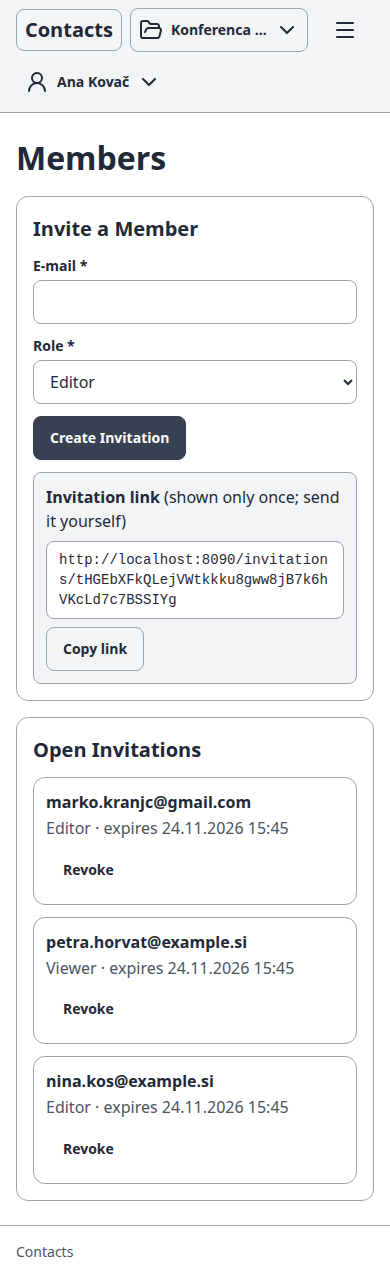 Contacts
Konferenca ...
Ana Kovač
Members
Invite a Member
E-mail *
Role *
Editor
Create Invitation
Invitation link (shown only once; send
it yourself)
http://localhost:8090/invitation
s/tHGEbXFkQLejVWtkkku8gww8jB7k6h
VKcLd7c7BSSIYg
Copy link
Open Invitations
marko.kranjc@gmail.com
Editor · expires 24.11.2026 15:45
Revoke
petra.horvat@example.si
Viewer · expires 24.11.2026 15:45
Revoke
nina.kos@example.si
Editor · expires 24.11.2026 15:45
Revoke
Contacts